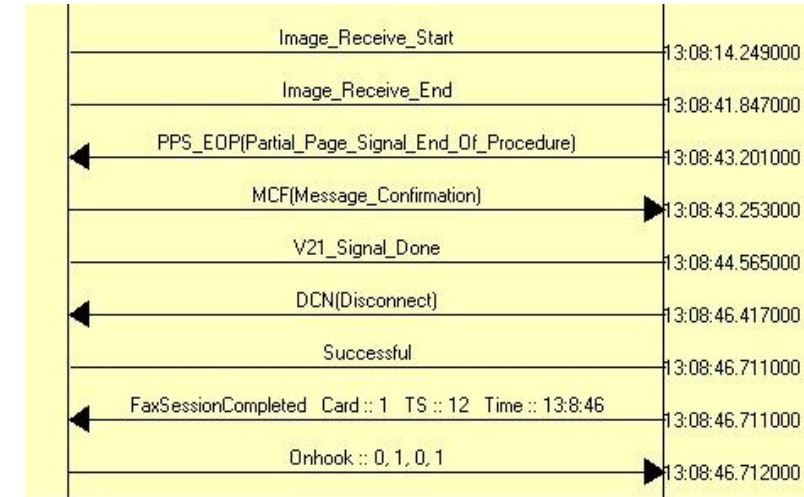 Image_Receive_Start
13:08:14.249000
Image_Receive_End
13:08:41.847000
PPS_EOP(Partial_Page_Signal_End_Of_Procedure)
13:08:43.201000
MCF(Message_Confirmation)
13:08:43.253000
V21_Signal_Done
13:08:44.565000
DCN(Disconnect)
13:08:46.417000
Successful
13:08:46.711000
FaxSessionCompleted Card :: 1 TS :: 12 Time :: 13:8:46
13:08:46.711000
Onhook :: 0, 1, 0, 1
13:08:46.712000